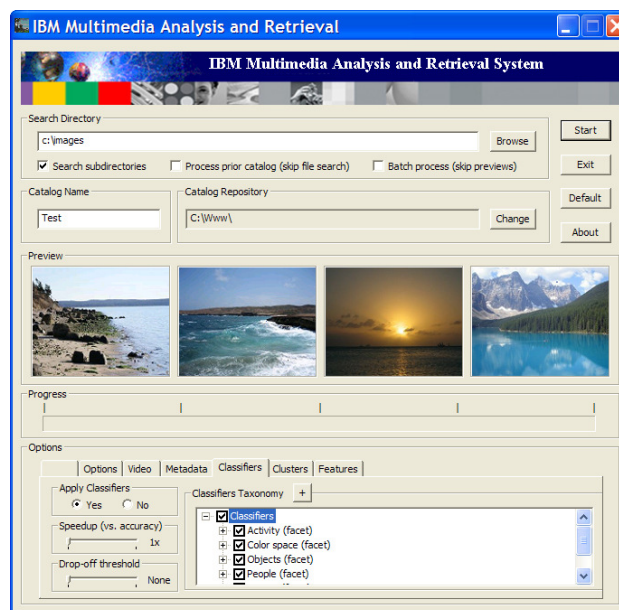 IBM Multimedia Analysis and Retrieval
IBM Multimedia Analysis and Retrieval System
Search Directory
c:\images
Browse
Start
Search subdirectories
Process prior catalog (skip file search)
Batch process (skip previews)
Exit
Default
Catalog Name
Catalog Repository
Test
C:\Www\
Change
About
Preview
Progress
Options
Options Video Metadata Classifiers Clusters Features
Apply Classifiers
Yes No
Speedup (vs. accuracy)
1x
Drop-off threshold
None
Classifiers Taxonomy +
Classifiers
Activity (facet)
Color space (facet)
Objects (facet)
People (facet)